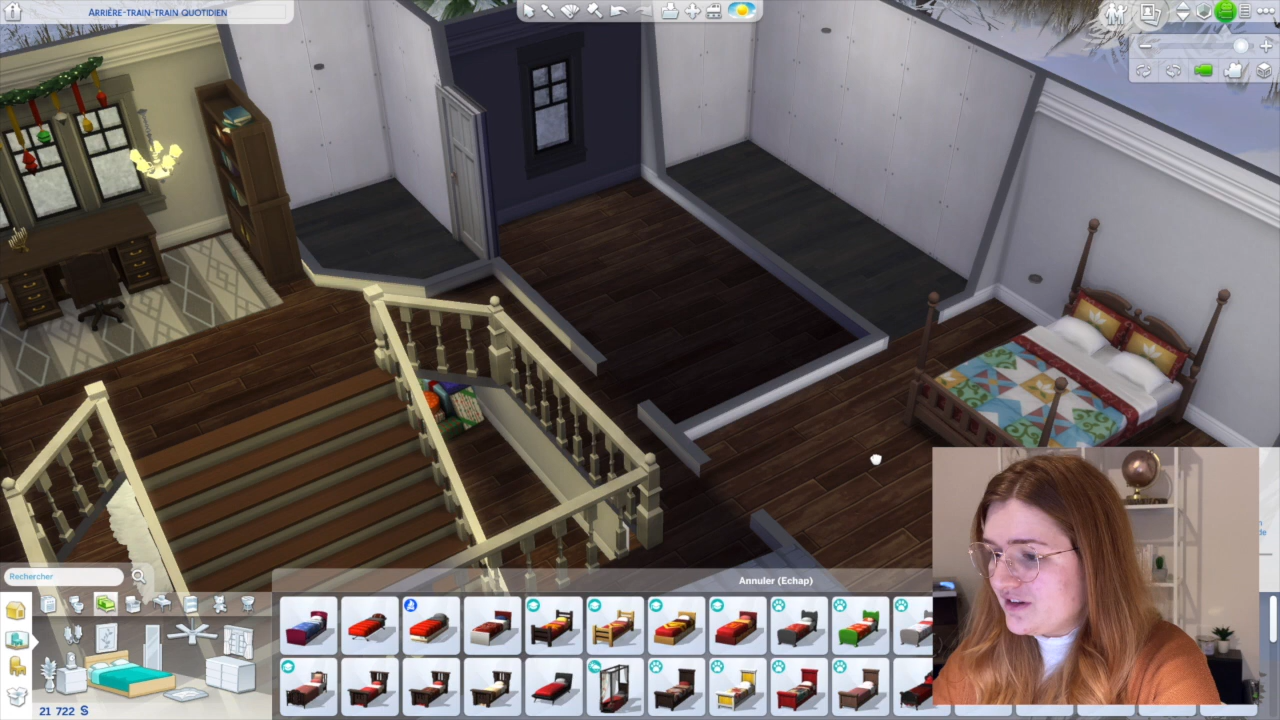 ARRIÈRE-TRAIN-TRAIN QUOTIDIEN
Annuler (Echap)
Rechercher
21 722 $